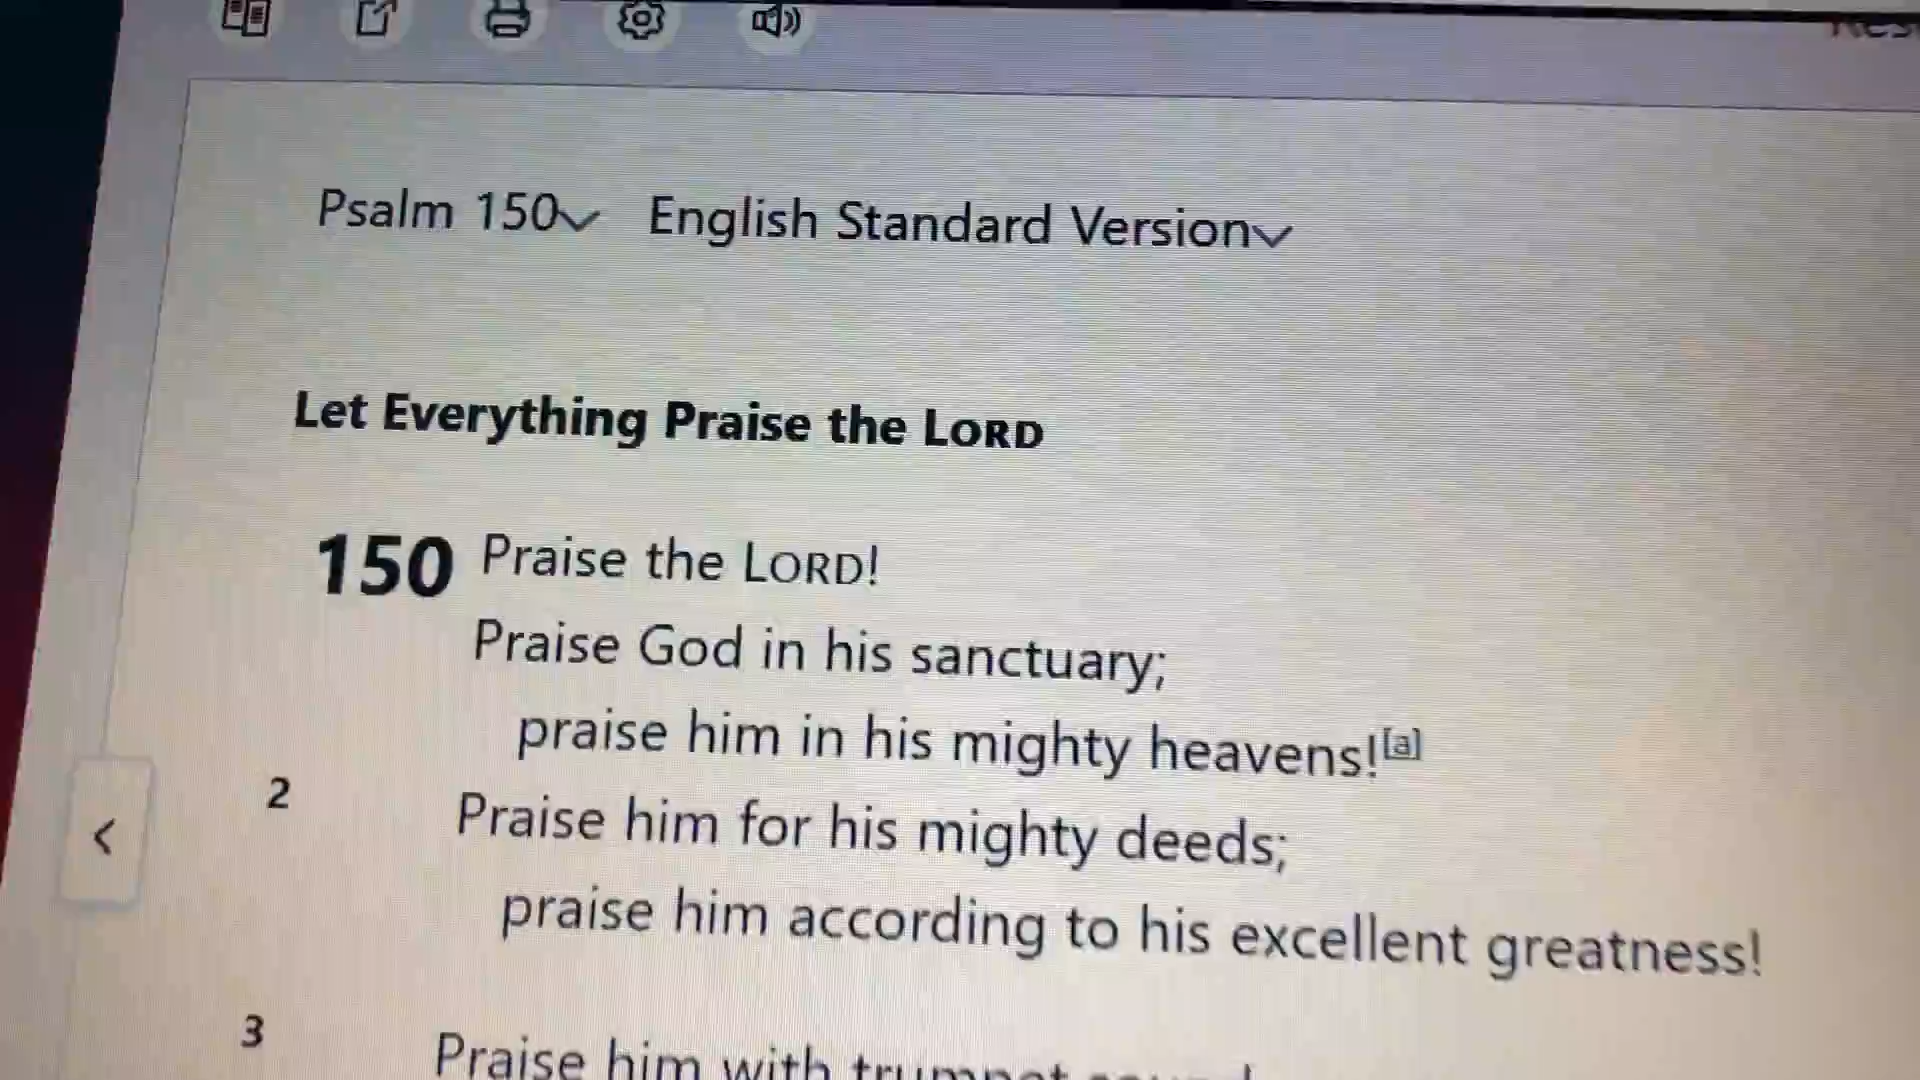 Psalm 150 English Standard Version
Let Everything Praise the LORD
150 Praise the LORD!
Praise God in his sanctuary;
praise him in his mighty heavens![a]
2 Praise him for his mighty deeds;
praise him according to his excellent greatness!
3 Praise him with trumpet sound